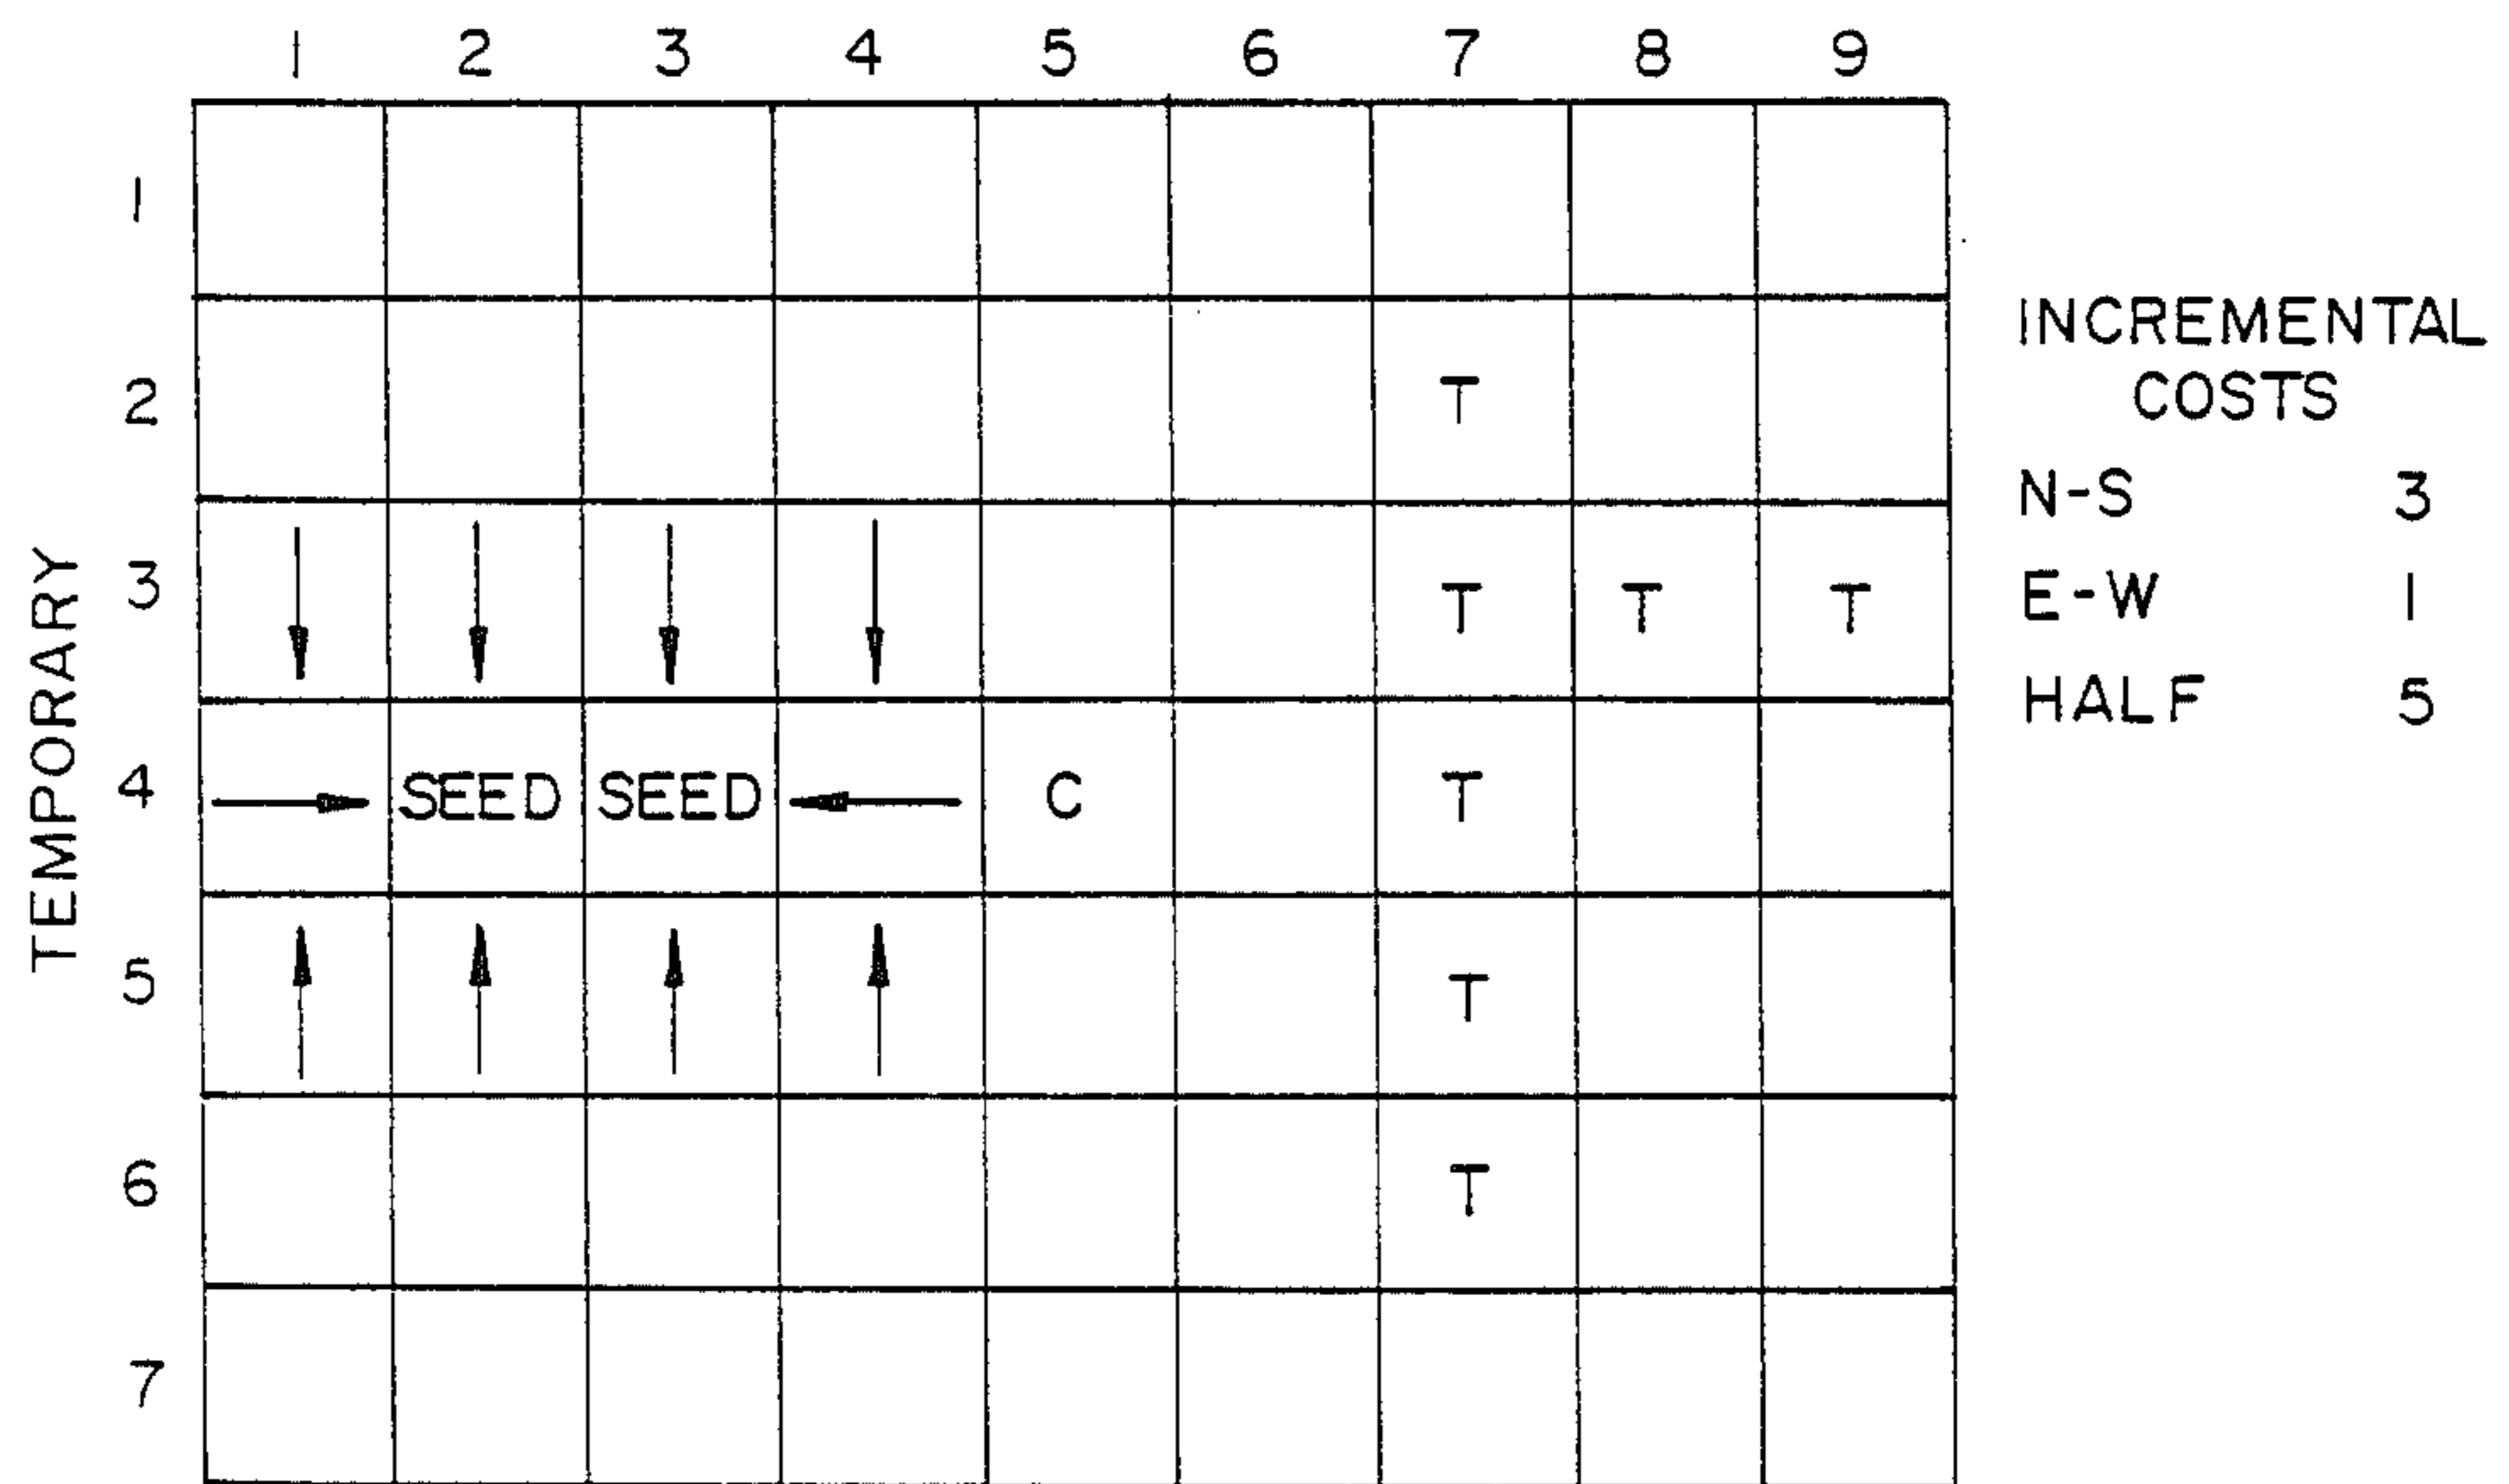 1 2 3 4 5 6 7 8 9
1
2 T
3 T T T
4 SEED SEED C T
5 T
6 T
7
TEMPORARY
INCREMENTAL
COSTS
N-S 3
E-W 1
HALF 5